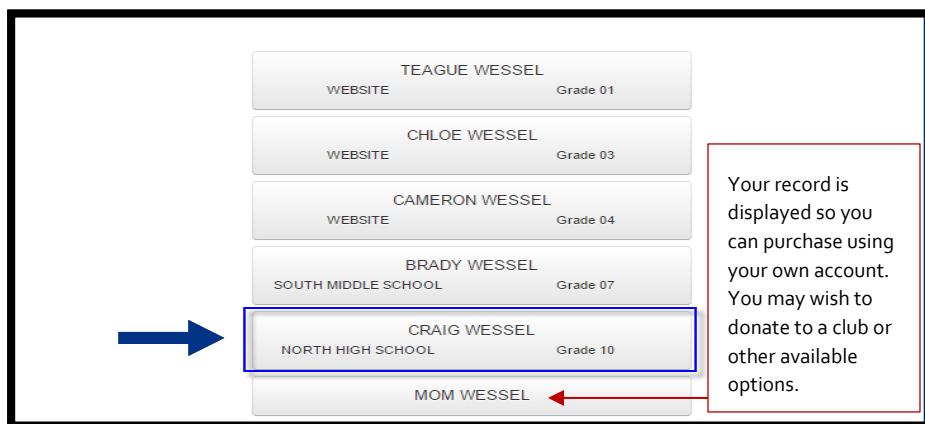 TEAGUE WESSEL
WEBSITE Grade 01
CHLOE WESSEL
WEBSITE Grade 03
CAMERON WESSEL
WEBSITE Grade 04
BRADY WESSEL
SOUTH MIDDLE SCHOOL Grade 07
CRAIG WESSEL
NORTH HIGH SCHOOL Grade 10
MOM WESSEL
Your record is
displayed so you
can purchase using
your own account.
You may wish to
donate to a club or
other available
options.